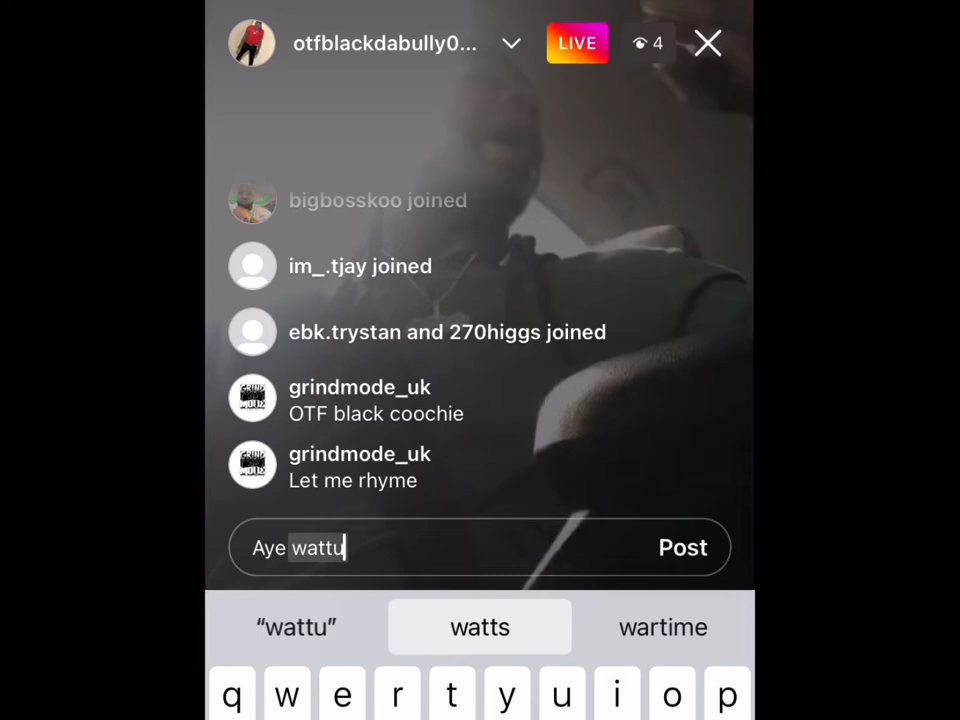 otfblackdabully0...
LIVE
4
bigbosskoo joined
im_.tjay joined
ebk.trystan and 270higgs joined
grindmode_uk
OTF black coochie
grindmode_uk
Let me rhyme
Aye wattu
Post
“wattu” watts wartime
q w e r t y u i o p